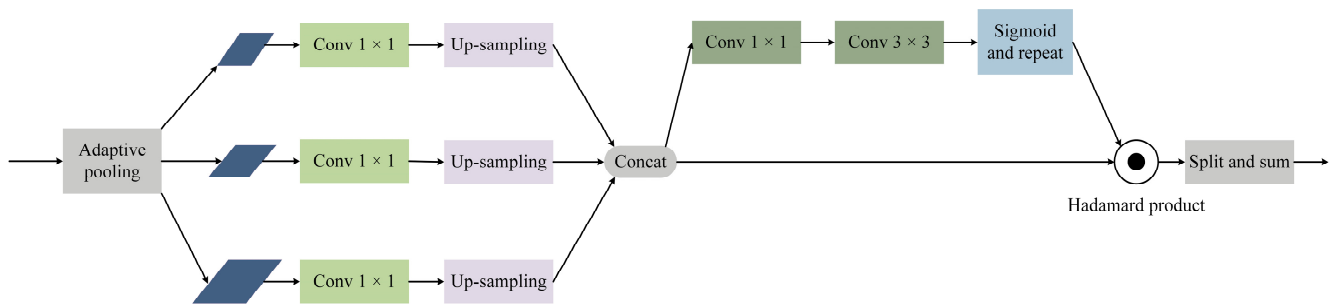 Adaptive
pooling
Conv 1 × 1
Up-sampling
Conv 1 × 1
Up-sampling
Conv 1 × 1
Up-sampling
Concat
Conv 1 × 1
Conv 3 × 3
Sigmoid
and repeat
Hadamard product
Split and sum